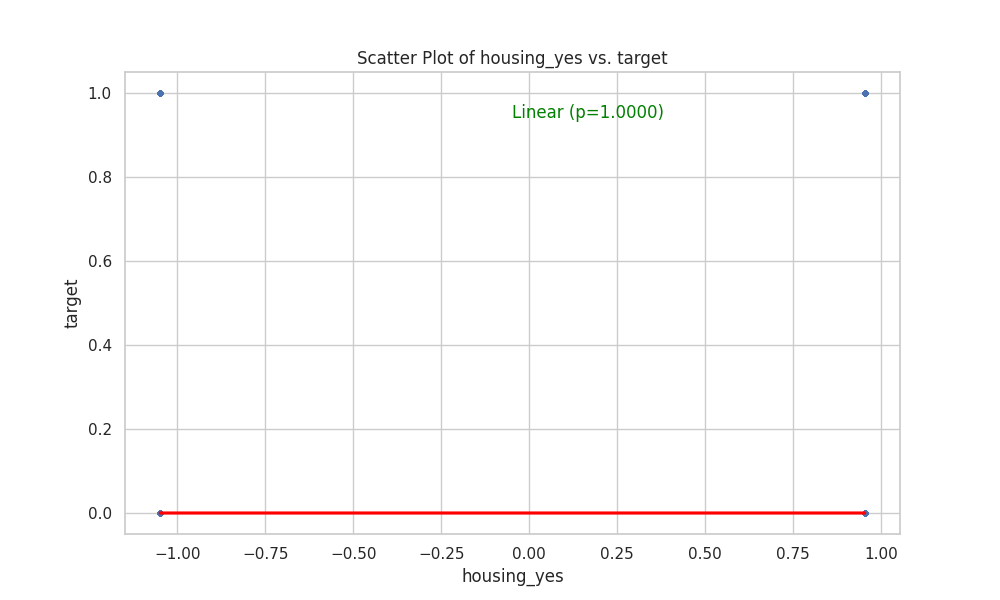 Scatter Plot of housing_yes vs. target
Linear (p=1.0000)
target
1.0
0.8
0.6
0.4
0.2
0.0
−1.00 −0.75 −0.50 −0.25 0.00 0.25 0.50 0.75 1.00
housing_yes